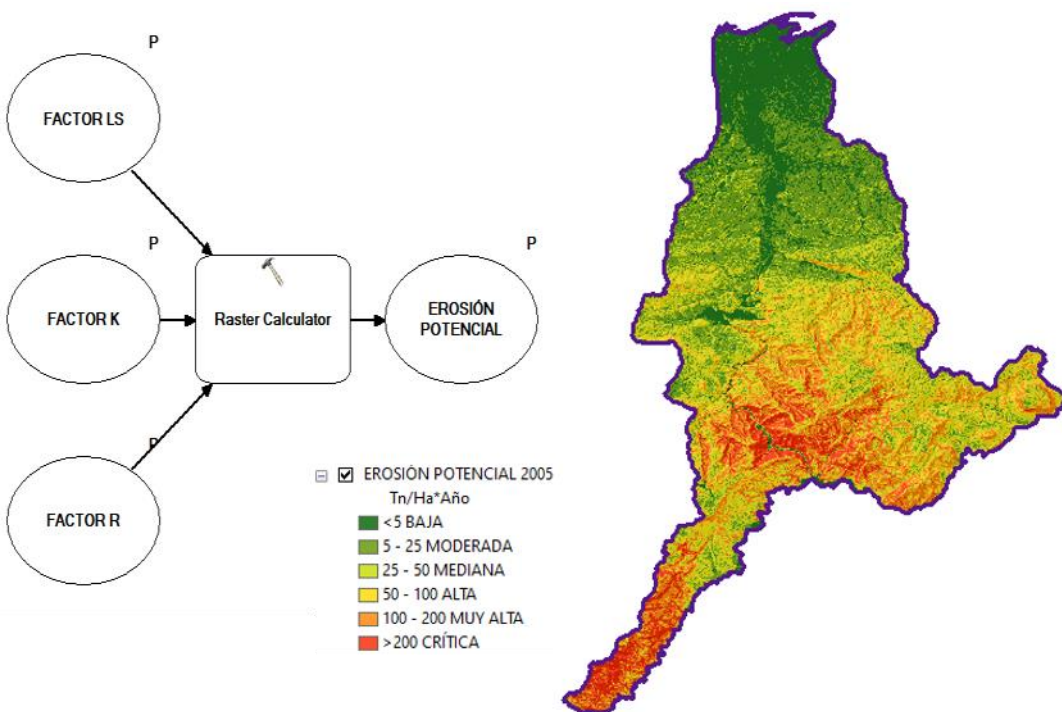 P
FACTOR LS
P
FACTOR K
Raster Calculator
P
EROSIÓN
POTENCIAL
P
FACTOR R
EROSIÓN POTENCIAL 2005
Tn/Ha*Año
<5 BAJA
5 - 25 MODERADA
25 - 50 MEDIANA
50 - 100 ALTA
100 - 200 MUY ALTA
>200 CRÍTICA